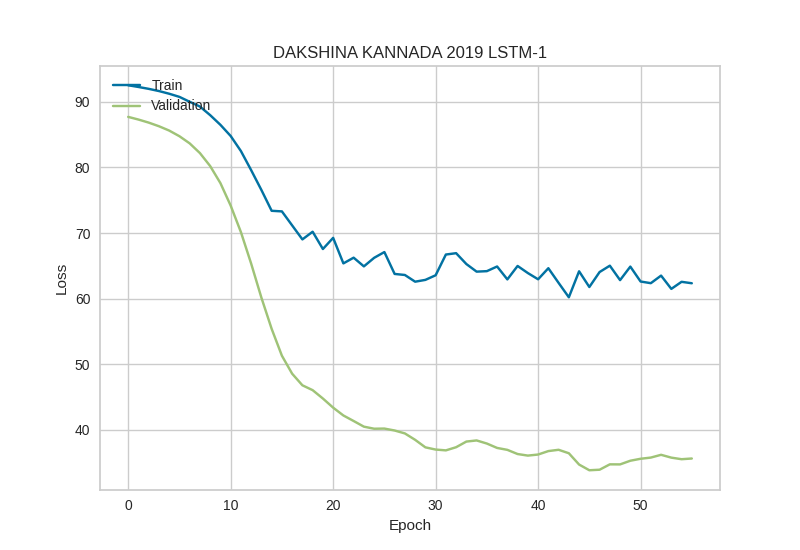 DAKSHINA KANNADA 2019 LSTM-1
Train
Validation
90
80
70
60
50
40
Loss
0 10 20 30 40 50
Epoch